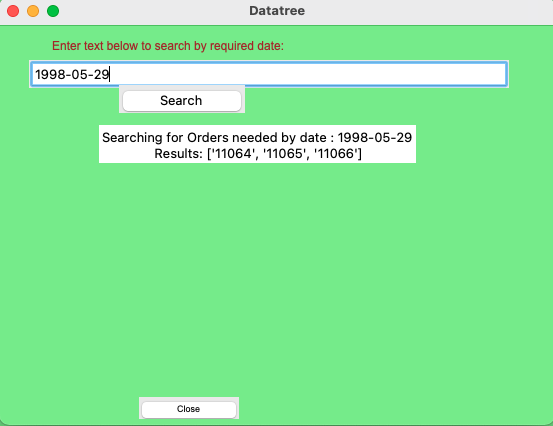 Datatree
Enter text below to search by required date:
1998-05-29
Search
Searching for Orders needed by date : 1998-05-29
Results: ['11064', '11065', '11066']
Close